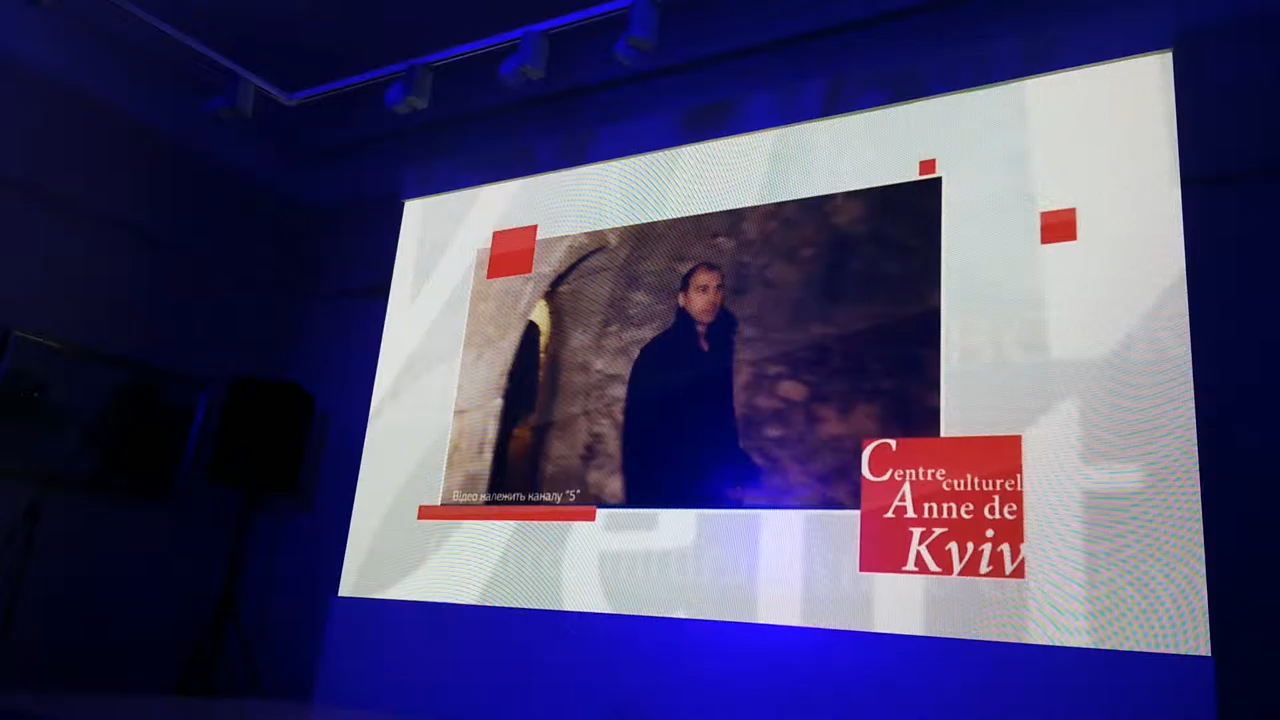 Відео належить каналу "5"
Centre
culturel
Anne de
Kyiv